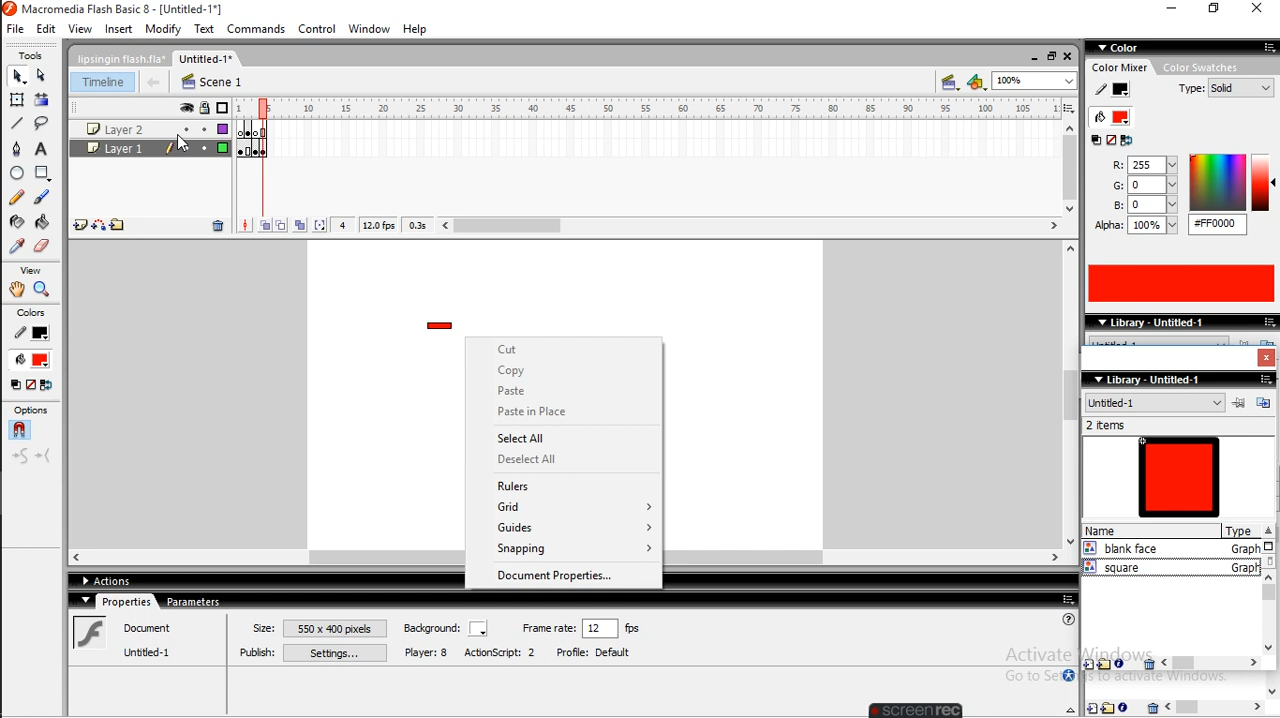 Macromedia Flash Basic 8 - [Untitled-1*]
File Edit View Insert Modify Text Commands Control Window Help
Tools
lipsingin flash.fla* Untitled-1*
Timeline
Scene 1
100%
1 5 10 15 20 25 30 35 40 45 50 55 60 65 70 75 80 85 90 95 100 105
Layer 2
Layer 1
4 12.0 fps 0.3s
View
Colors
Options
Cut
Copy
Paste
Paste in Place
Select All
Deselect All
Rulers
Grid
Guides
Snapping
Document Properties...
Actions
Properties Parameters
Document
Untitled-1
Size: 550 x 400 pixels
Background:
Frame rate: 12 fps
Publish: Settings...
Player: 8 ActionScript: 2 Profile: Default
Color
Color Mixer Color Swatches
Type: Solid
R: 255
G: 0
B: 0
Alpha: 100%
#FF0000
Library - Untitled-1
Library - Untitled-1
Untitled-1
2 items
Name Type
blank face Graph
square Graph
Activate Windows
Go to Settings to activate Windows.
screenrec